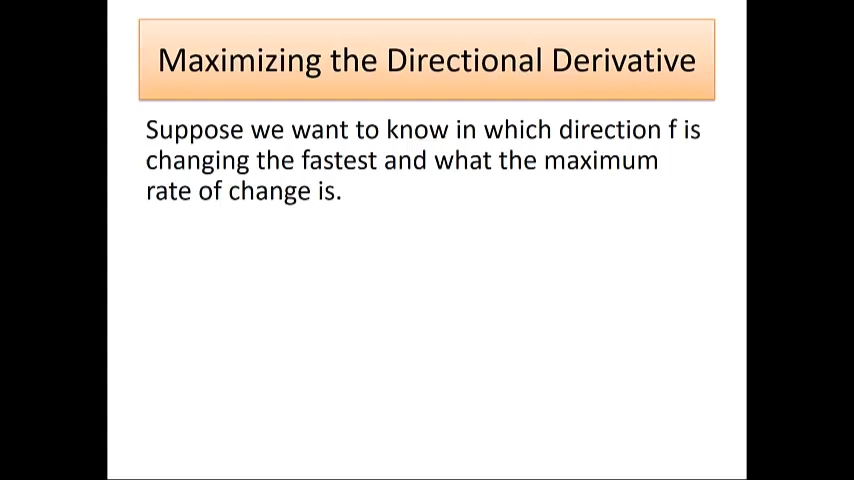 Maximizing the Directional Derivative
Suppose we want to know in which direction f is
changing the fastest and what the maximum
rate of change is.